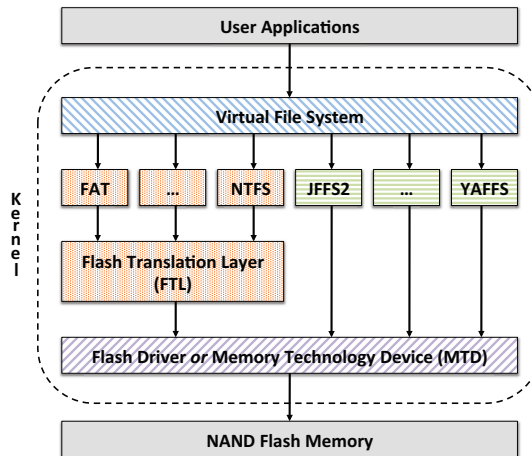 User Applications
Virtual File System
FAT
...
NTFS
JFFS2
...
YAFFS
Kernel
Flash Translation Layer
(FTL)
Flash Driver or Memory Technology Device (MTD)
NAND Flash Memory